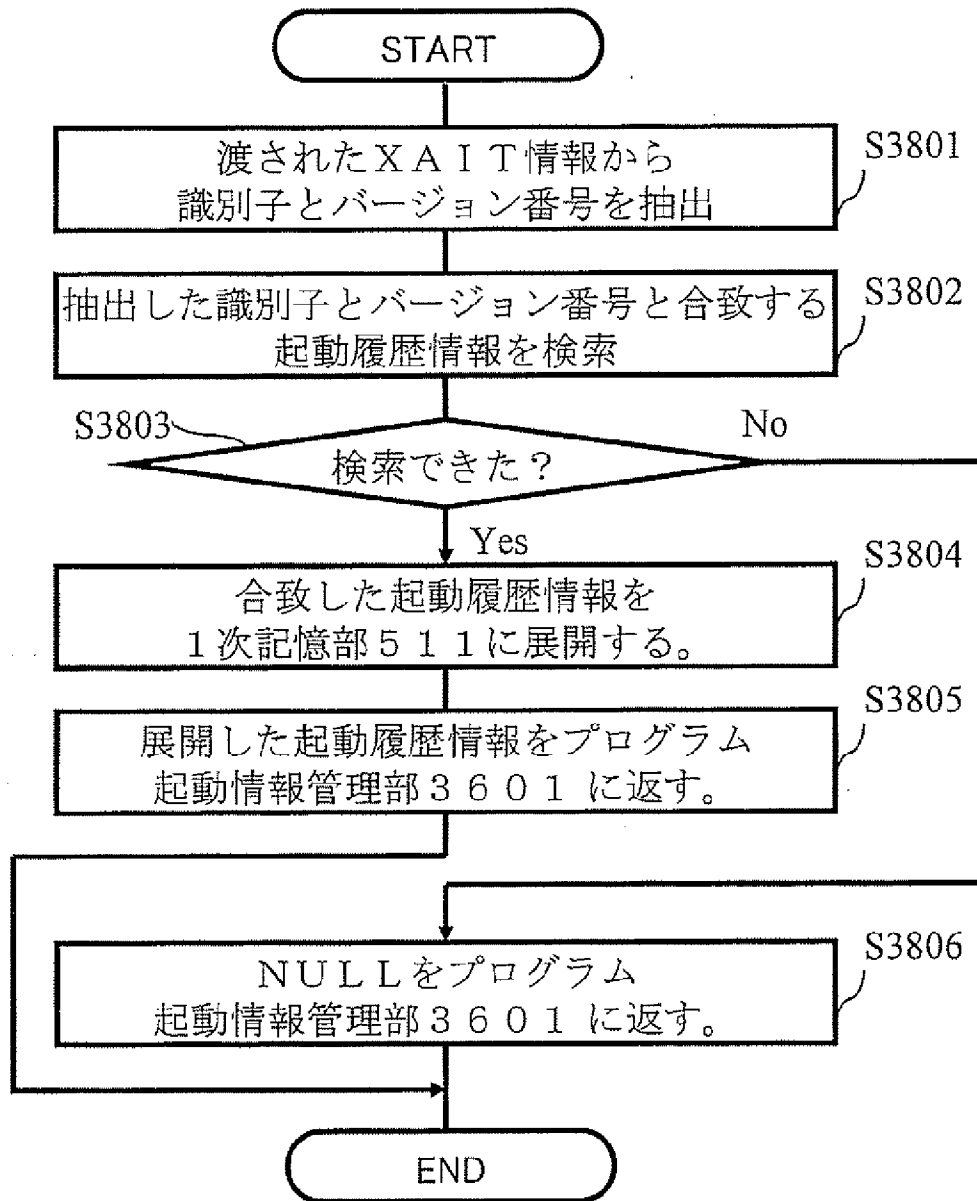 START
渡されたＸＡＩＴ情報から
識別子とバージョン番号を抽出
S3801
抽出した識別子とバージョン番号と合致する
起動履歴情報を検索
S3802
S3803
検索できた？
No
Yes
合致した起動履歴情報を
１次記憶部５１１に展開する。
S3804
展開した起動履歴情報をプログラム
起動情報管理部３６０１に返す。
S3805
ＮＵＬＬをプログラム
起動情報管理部３６０１に返す。
S3806
END